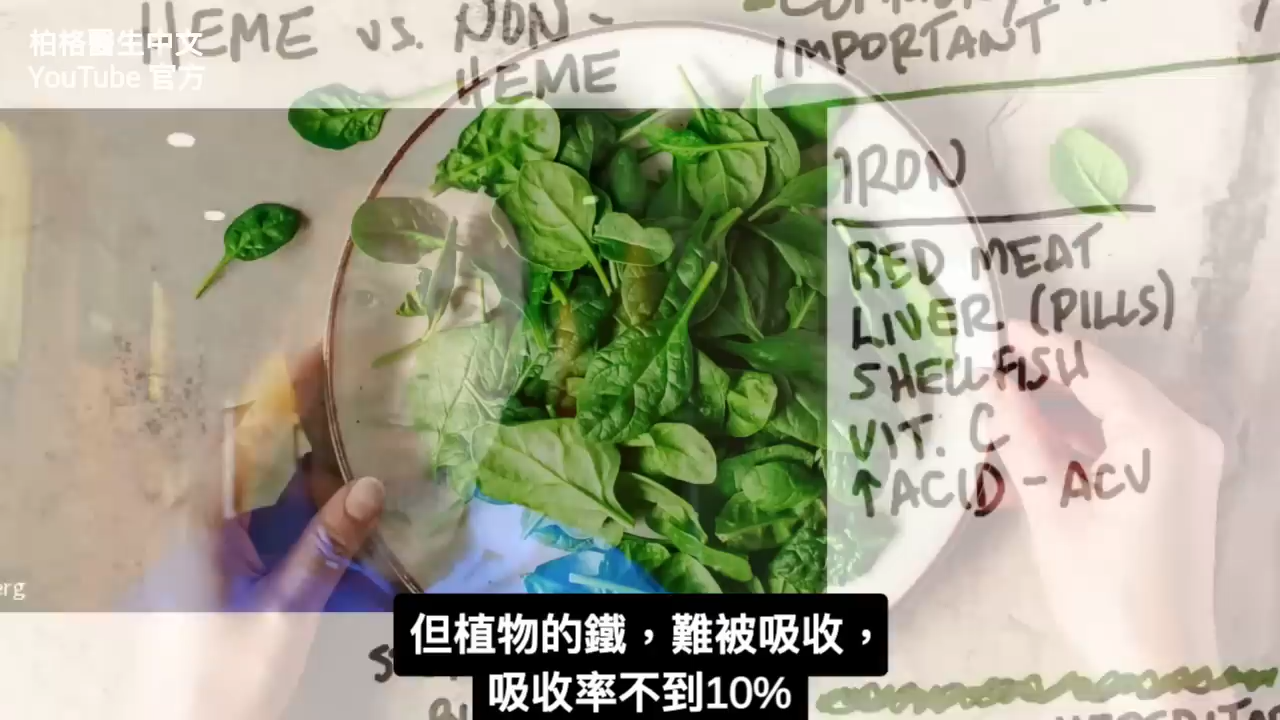 柏格醫生中文
YouTube 官方
HEME vs. NON-
HEME
IMPORTANT
IRON
RED MEAT
LIVER (PILLS)
SHELLFISH
VIT. C
↑ACID - ACV
erg
但植物的鐵，難被吸收，
吸收率不到10%